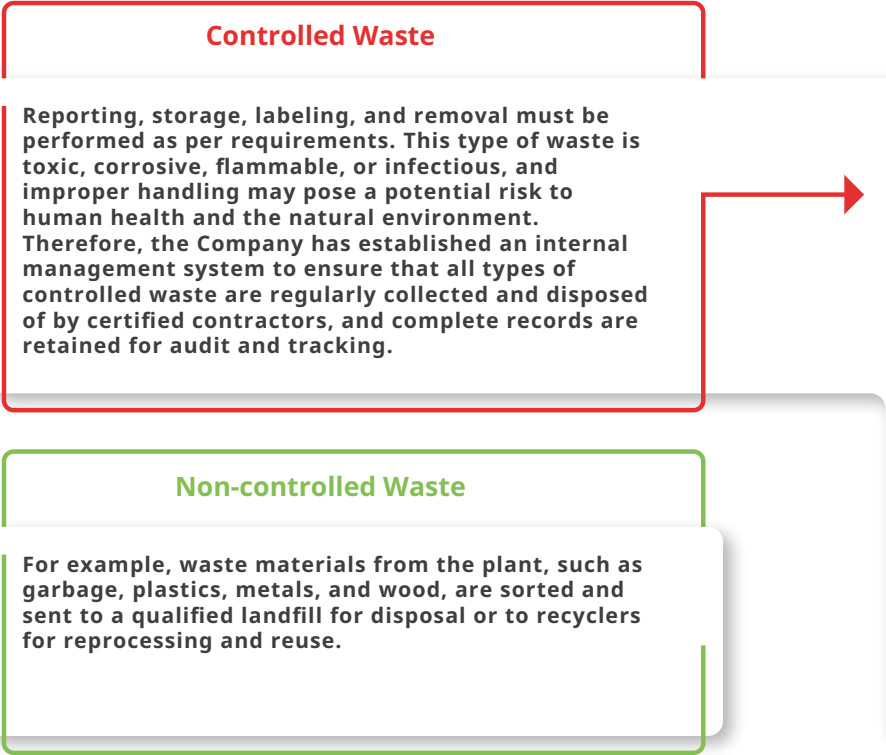 Controlled Waste
Reporting, storage, labeling, and removal must be
performed as per requirements. This type of waste is
toxic, corrosive, flammable, or infectious, and
improper handling may pose a potential risk to
human health and the natural environment.
Therefore, the Company has established an internal
management system to ensure that all types of
controlled waste are regularly collected and disposed
of by certified contractors, and complete records are
retained for audit and tracking.
Non-controlled Waste
For example, waste materials from the plant, such as
garbage, plastics, metals, and wood, are sorted and
sent to a qualified landfill for disposal or to recyclers
for reprocessing and reuse.